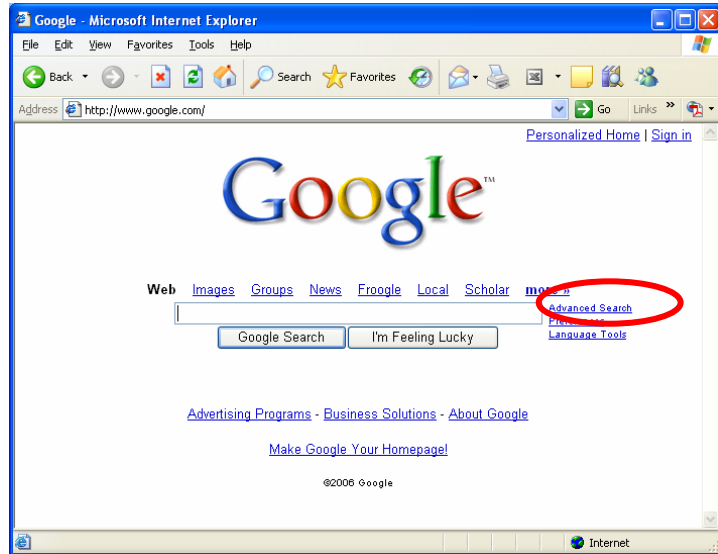 Google - Microsoft Internet Explorer
File Edit View Favorites Tools Help
Back Search Favorites
Address http://www.google.com/ Go Links »
Personalized Home | Sign in
Google™
Web Images Groups News Froogle Local Scholar more »
Advanced Search
Preferences
Language Tools
Google Search I'm Feeling Lucky
Advertising Programs - Business Solutions - About Google
Make Google Your Homepage!
©2006 Google
Internet